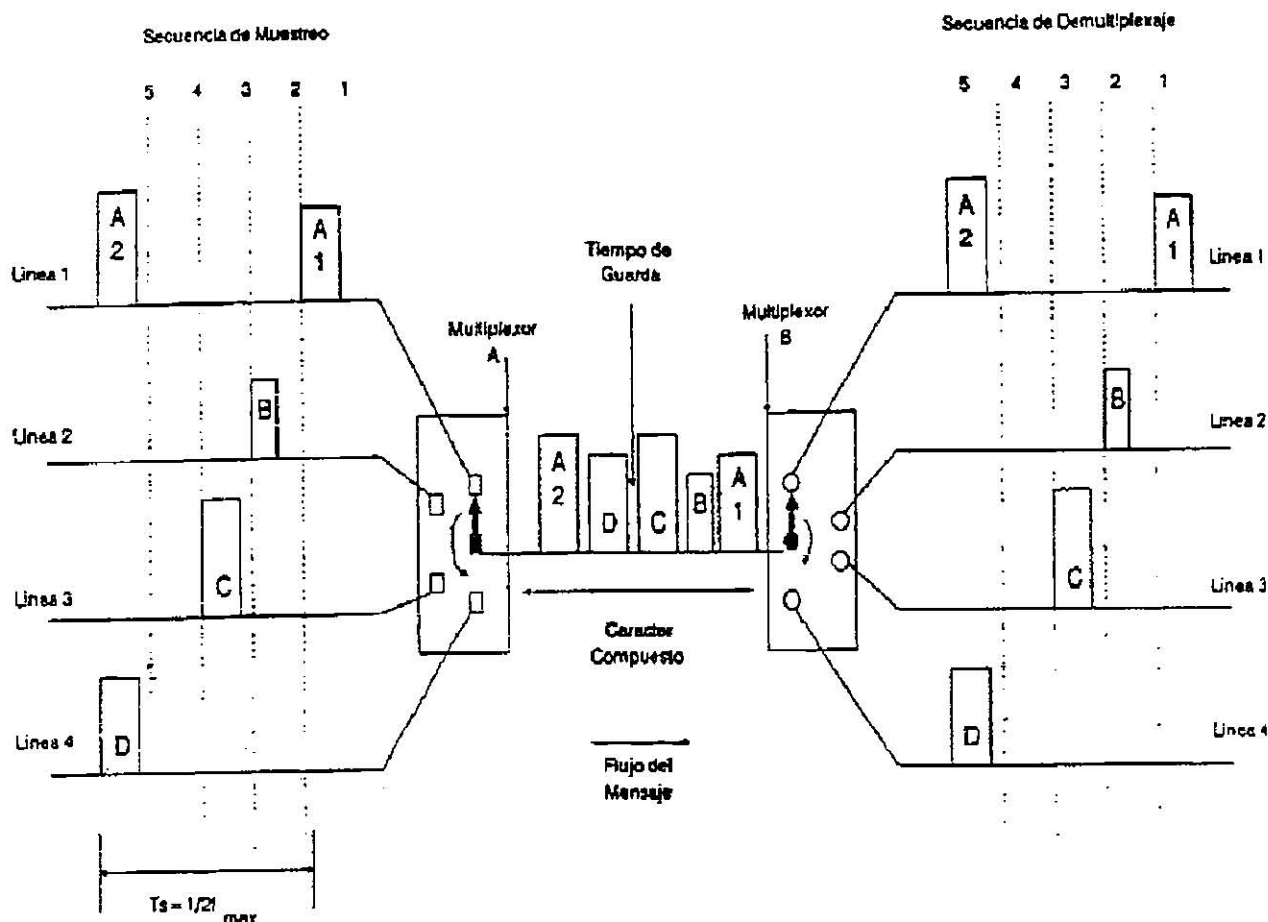 Secuencia de Muestreo
Secuencia de Demultiplexaje
5 4 3 2 1
5 4 3 2 1
A 2
A 1
A 2
A 1
Linea 1
Linea 1
Tiempo de
Guarda
Multiplexor
A
Multiplexor
B
B
B
Linea 2
Linea 2
A 2
D
C
B
A 1
C
C
Linea 3
Linea 3
Caracter
Compuesto
D
D
Linea 4
Linea 4
Flujo del
Mensaje
Ts = 1/2f max